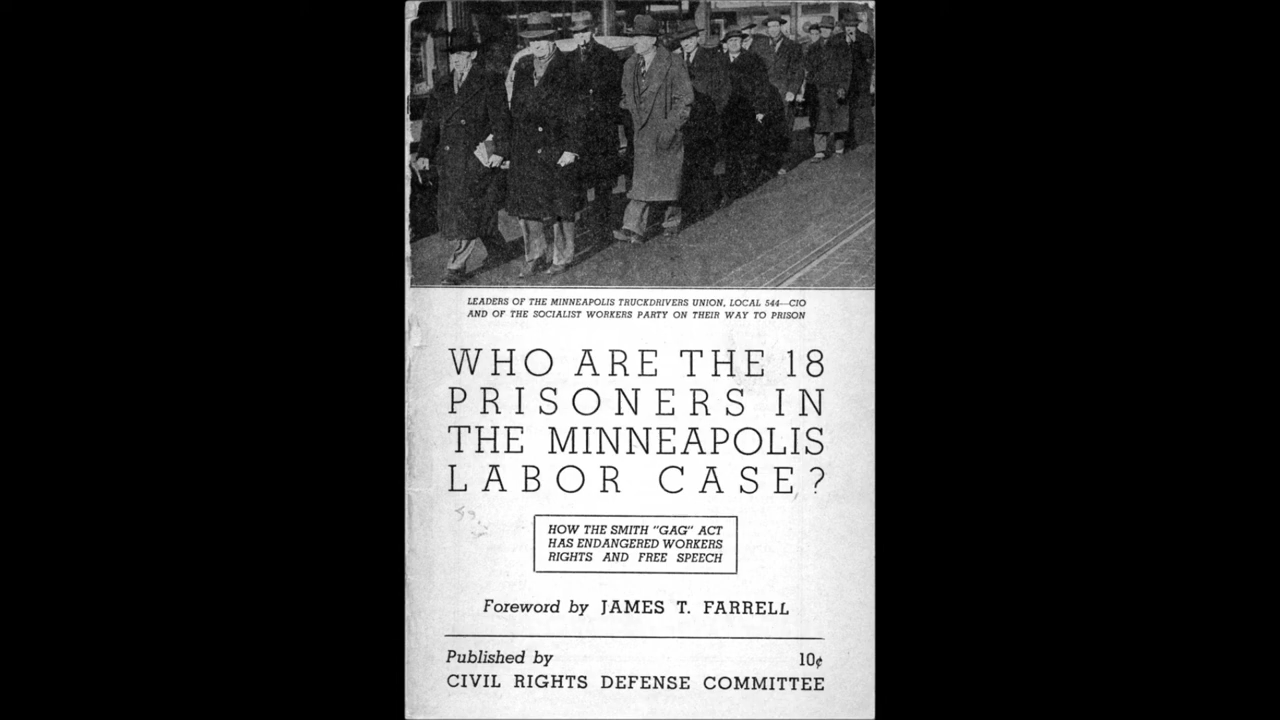 LEADERS OF THE MINNEAPOLIS TRUCKDRIVERS UNION, LOCAL 544—CIO
AND OF THE SOCIALIST WORKERS PARTY ON THEIR WAY TO PRISON
WHO ARE THE 18
PRISONERS IN
THE MINNEAPOLIS
LABOR CASE?
HOW THE SMITH "GAG" ACT
HAS ENDANGERED WORKERS
RIGHTS AND FREE SPEECH
Foreword by JAMES T. FARRELL
Published by 10¢
CIVIL RIGHTS DEFENSE COMMITTEE